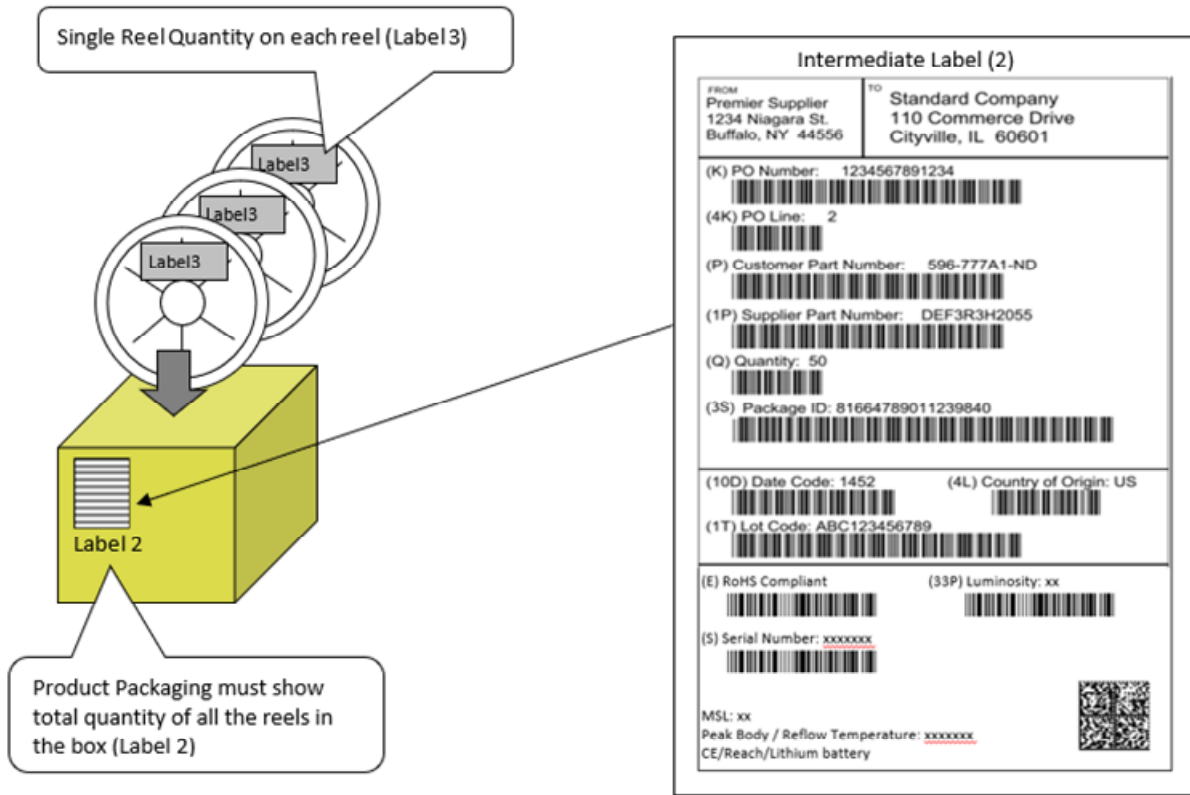 Single Reel Quantity on each reel (Label 3)
Label3
Label3
Label3
Label 2
Product Packaging must show
total quantity of all the reels in
the box (Label 2)
Intermediate Label (2)
FROM
Premier Supplier
1234 Niagara St.
Buffalo, NY 44556
TO
Standard Company
110 Commerce Drive
Cityville, IL 60601
(K) PO Number: 1234567891234
(4K) PO Line: 2
(P) Customer Part Number: 596-777A1-ND
(1P) Supplier Part Number: DEF3R3H2055
(Q) Quantity: 50
(3S) Package ID: 81664789011239840
(10D) Date Code: 1452 (4L) Country of Origin: US
(1T) Lot Code: ABC123456789
(E) RoHS Compliant (33P) Luminosity: xx
(S) Serial Number: xxxxxxx
MSL: xx
Peak Body / Reflow Temperature: xxxxxxx
CE/Reach/Lithium battery